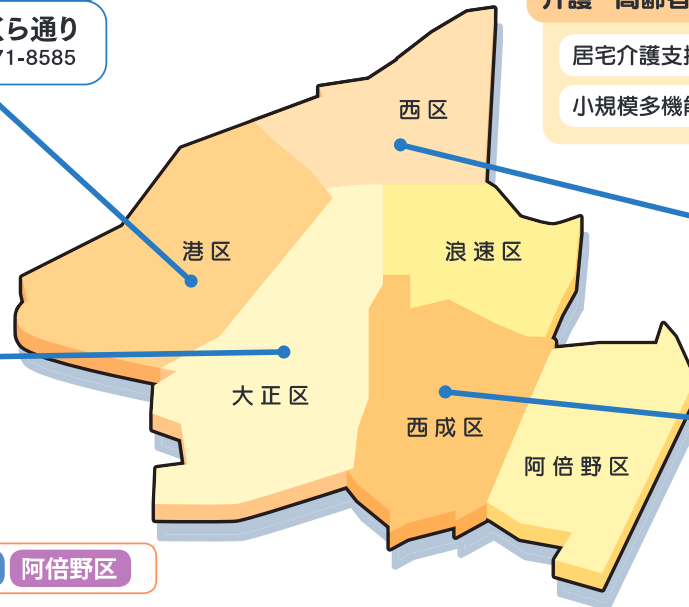 くら通り
71-8585
介護
高齢者
居宅介護支援
小規模多機能
西区
港区
浪速区
大正区
西成区
阿倍野区
阿倍野区